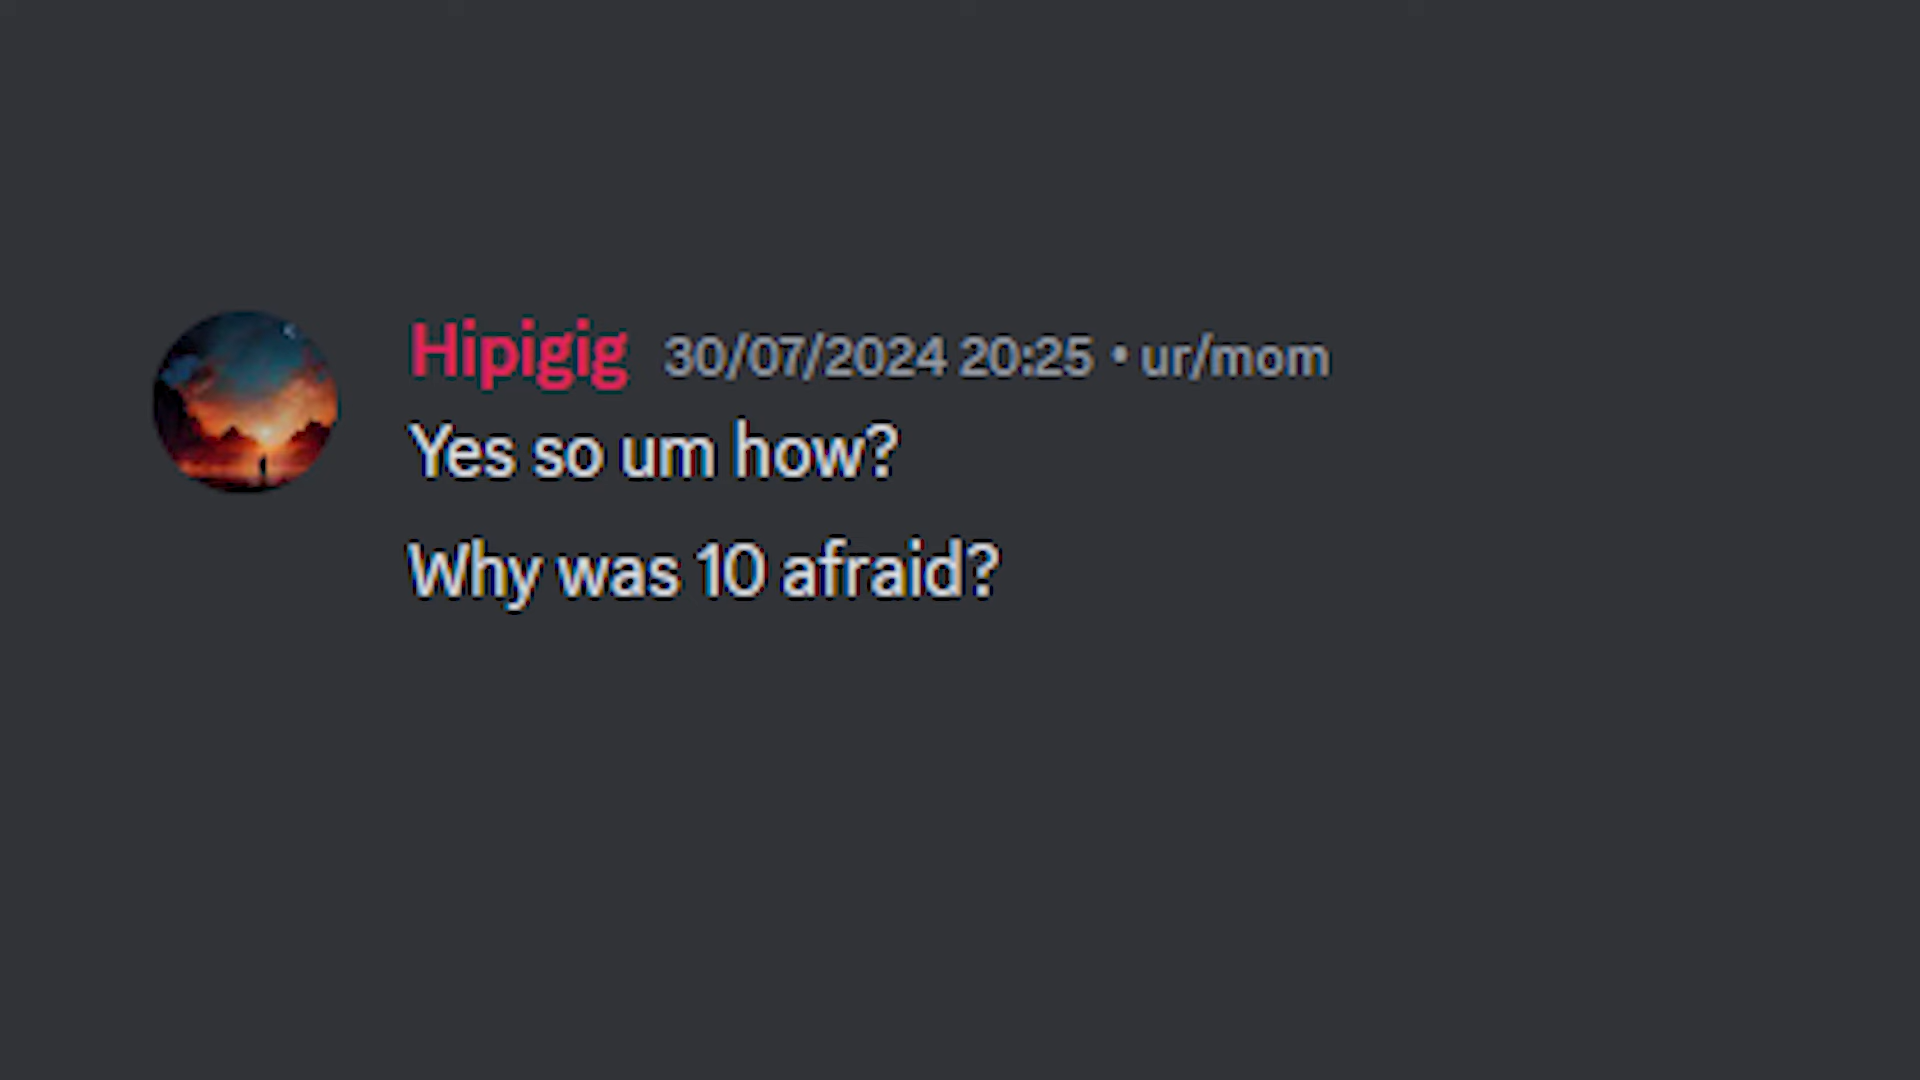 Hipigig 30/07/2024 20:25 • ur/mom
Yes so um how?
Why was 10 afraid?